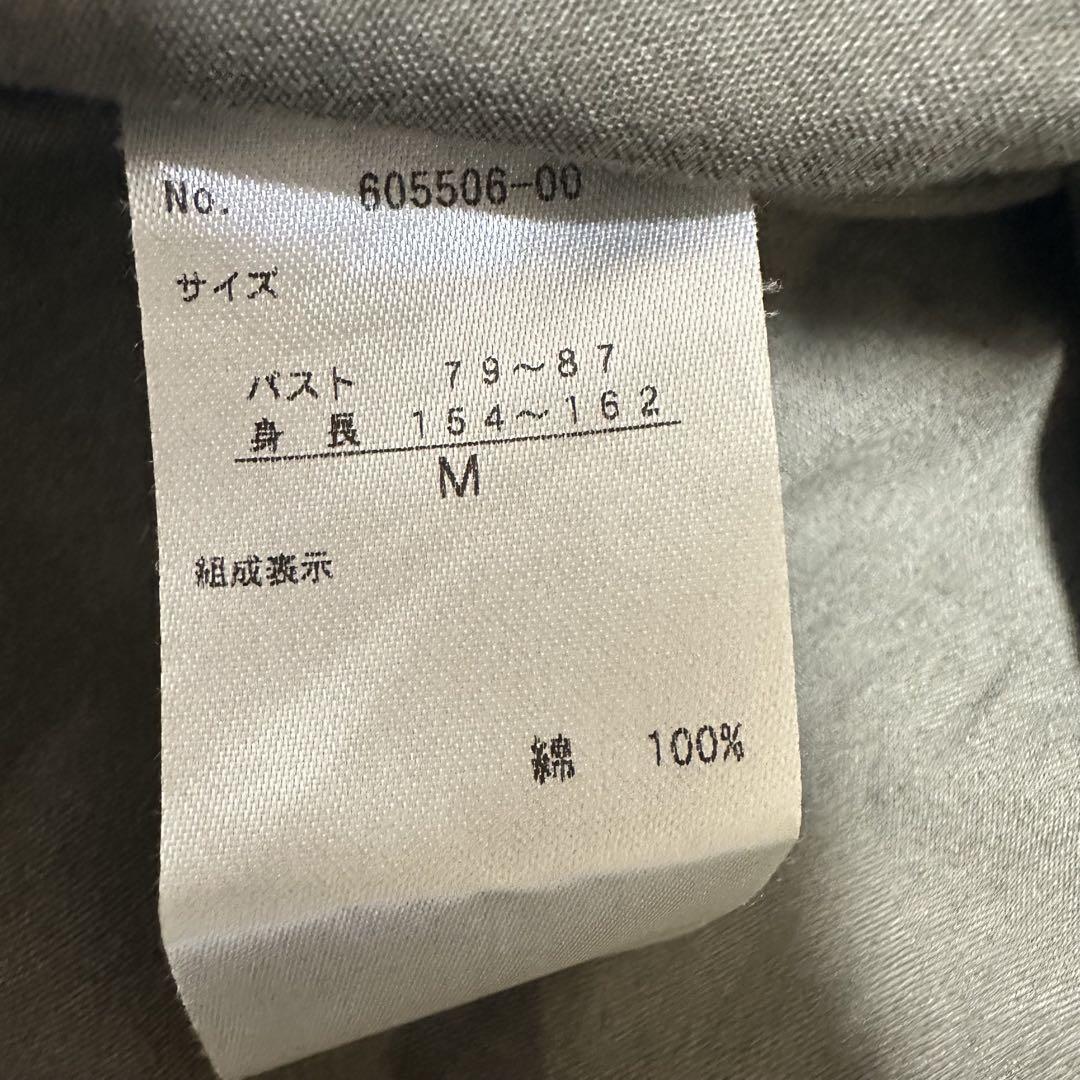 No. 605506-00
サイズ
バスト 79～87
身長 154～162
M
組成表示
綿 100%